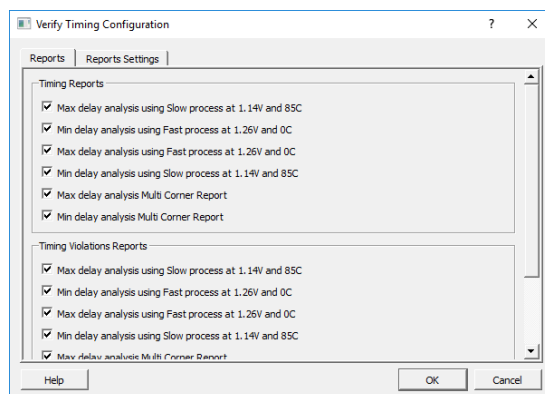 Verify Timing Configuration
Reports
Reports Settings
Timing Reports
Max delay analysis using Slow process at 1.14V and 85C
Min delay analysis using Fast process at 1.26V and 0C
Max delay analysis using Fast process at 1.26V and 0C
Min delay analysis using Slow process at 1.14V and 85C
Max delay analysis Multi Corner Report
Min delay analysis Multi Corner Report
Timing Violations Reports
Max delay analysis using Slow process at 1.14V and 85C
Min delay analysis using Fast process at 1.26V and 0C
Max delay analysis using Fast process at 1.26V and 0C
Min delay analysis using Slow process at 1.14V and 85C
Max delay analysis Multi Corner Report
Help
OK
Cancel